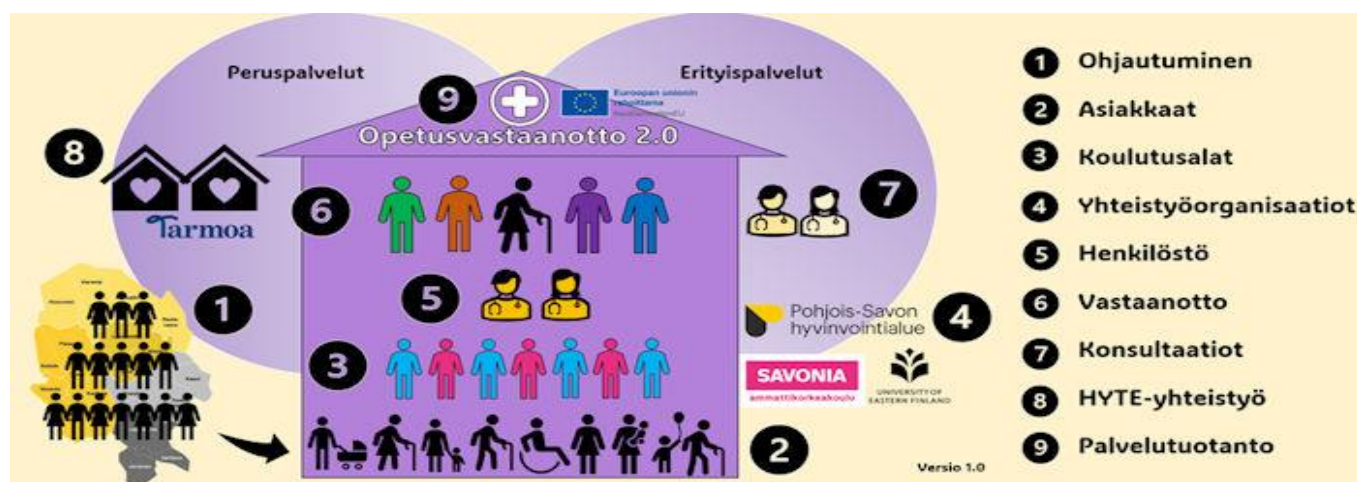 Peruspalvelut
Erityispalvelut
9
Euroopan unionin
rahoittama
Opetusvastaanotto 2.0
8
Tarmoa
6
7
5
1
Pohjois-Savon
hyvinvointialue
4
3
SAVONIA
ammattikorkeakoulu
UNIVERSITY OF
EASTERN FINLAND
2
Versio 1.0
1 Ohjautuminen
2 Asiakkaat
3 Koulutusalat
4 Yhteistyöorganisaatiot
5 Henkilöstö
6 Vastaanotto
7 Konsultaatiot
8 HYTE-yhteistyö
9 Palvelutuotanto